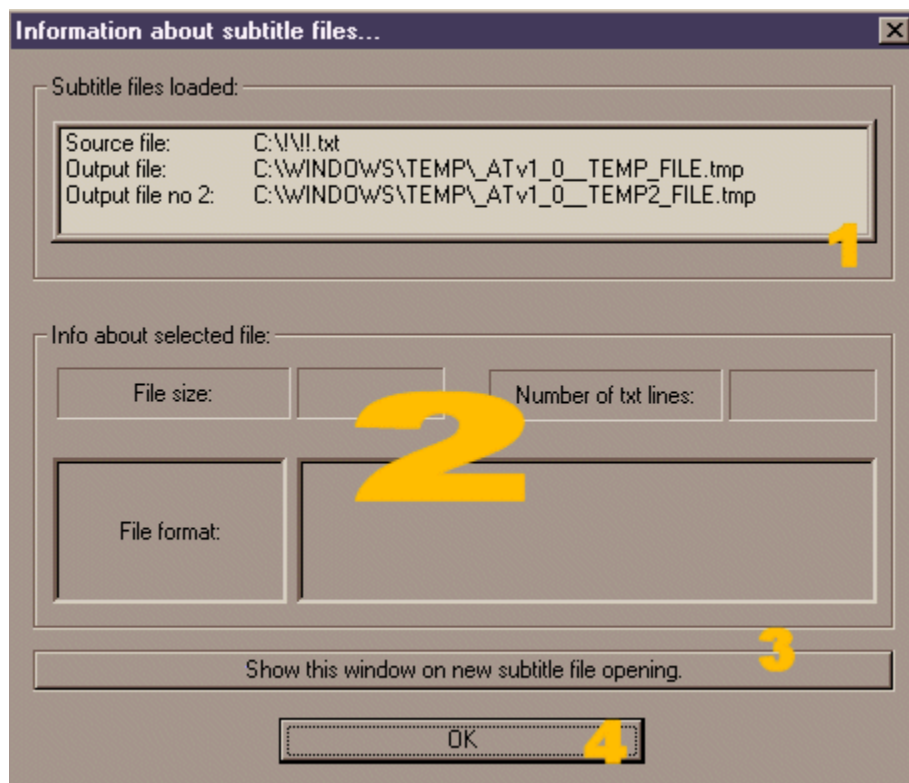 Information about subtitle files...
Subtitle files loaded:
Source file: C:\!\!!.txt
Output file: C:\WINDOWS\TEMP\_ATv1_0__TEMP_FILE.tmp
Output file no 2: C:\WINDOWS\TEMP\_ATv1_0__TEMP2_FILE.tmp
1
Info about selected file:
File size: Number of txt lines:
2
File format:
3
Show this window on new subtitle file opening.
OK 4